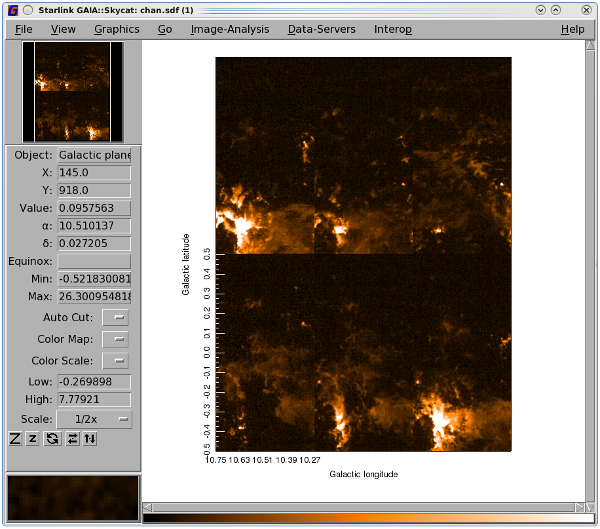 Starlink GAIA::Skycat: chan.sdf (1)
File View Graphics Go Image-Analysis Data-Servers Interop Help
Object: Galactic plane
X: 145.0
Y: 918.0
Value: 0.0957563
α: 10.510137
δ: 0.027205
Equinox:
Min: -0.521830081
Max: 26.300954818
Auto Cut:
Color Map:
Color Scale:
Low: -0.269898
High: 7.77921
Scale: 1/2x
Z z
Galactic latitude
0.5
0.4
0.3
0.2
0.1
0.0
-0.1
-0.2
-0.3
-0.4
-0.5
10.75 10.63 10.51 10.39 10.27
Galactic longitude